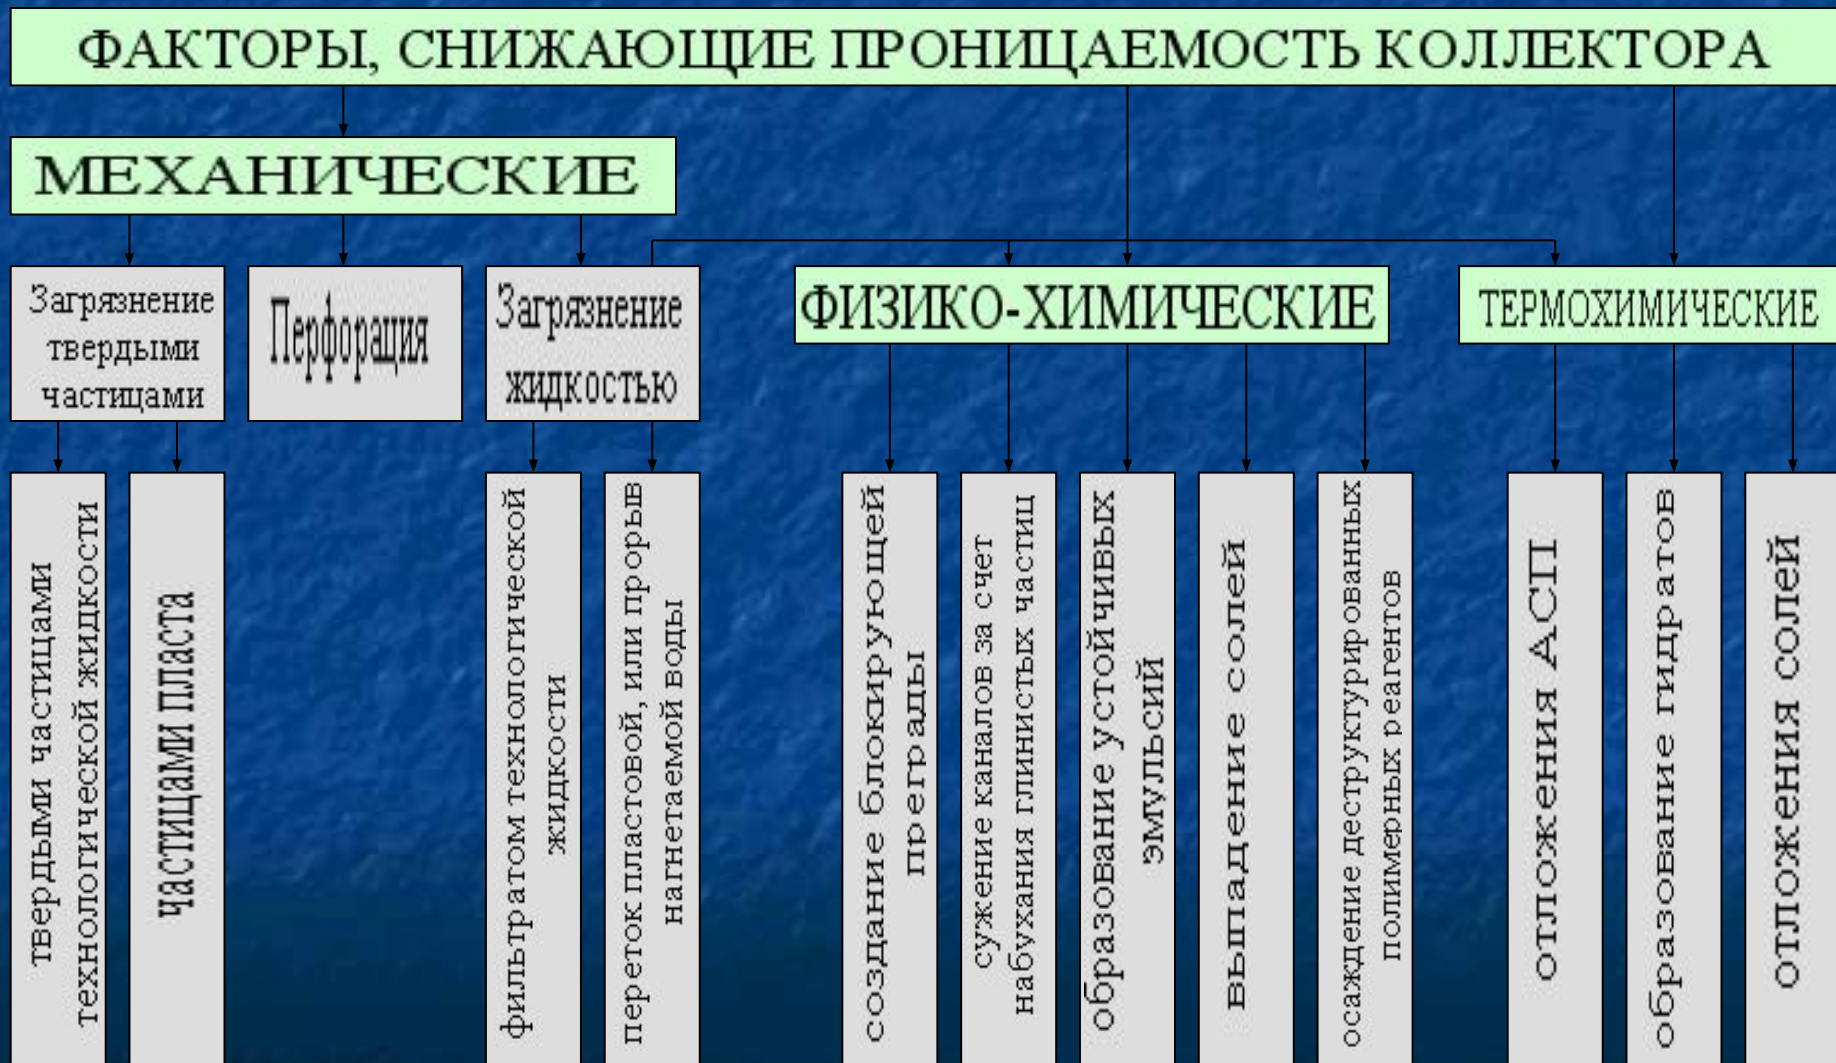 ФАКТОРЫ, СНИЖАЮЩИЕ ПРОНИЦАЕМОСТЬ КОЛЛЕКТОРА
МЕХАНИЧЕСКИЕ
Загрязнение
твердыми
частицами
Перфорация
Загрязнение
жидкостью
ФИЗИКО-ХИМИЧЕСКИЕ
ТЕРМОХИМИЧЕСКИЕ
твердыми частицами
технологической жидкости
частицами пласта
фильтратом технологической
жидкости
переток пластовой, или прорыв
нагнетаемой воды
создание блокирующей
преграды
сужение каналов за счет
набухания глинистых частиц
образование устойчивых
эмульсий
выпадение солей
осаждение деструктурированных
полимерных реагентов
отложения АСП
образование гидратов
отложения солей